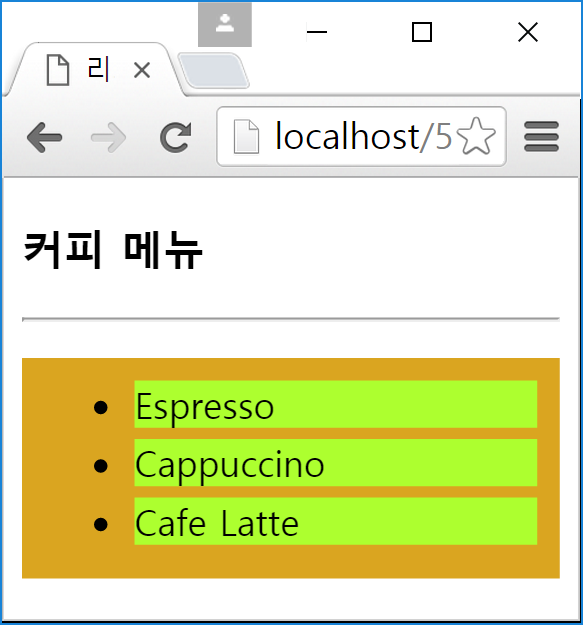 리
localhost/5
커피 메뉴
Espresso
Cappuccino
Cafe Latte